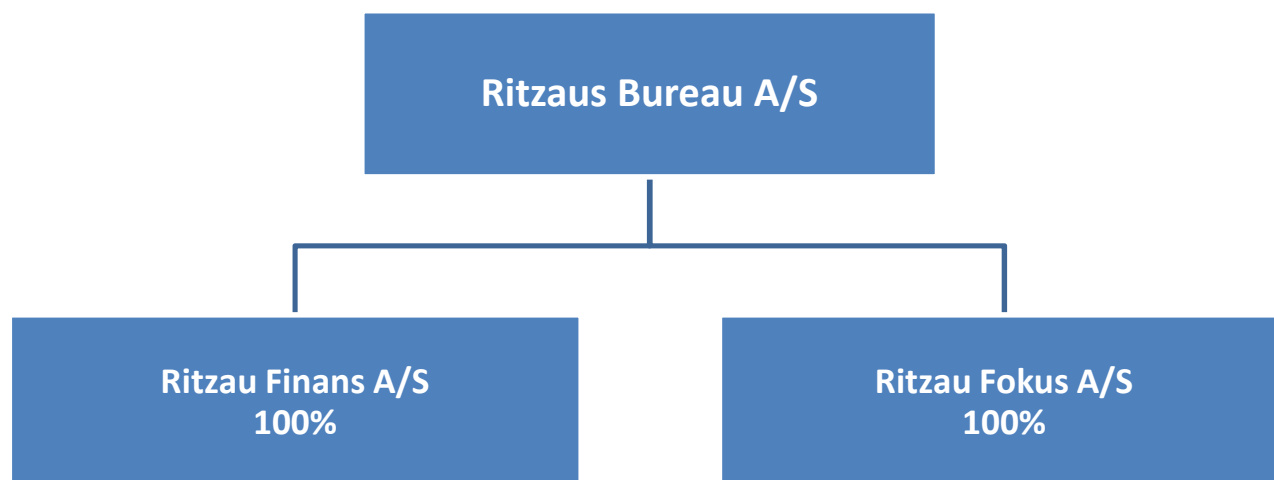 Ritzaus Bureau A/S
Ritzau Finans A/S
100%
Ritzau Fokus A/S
100%